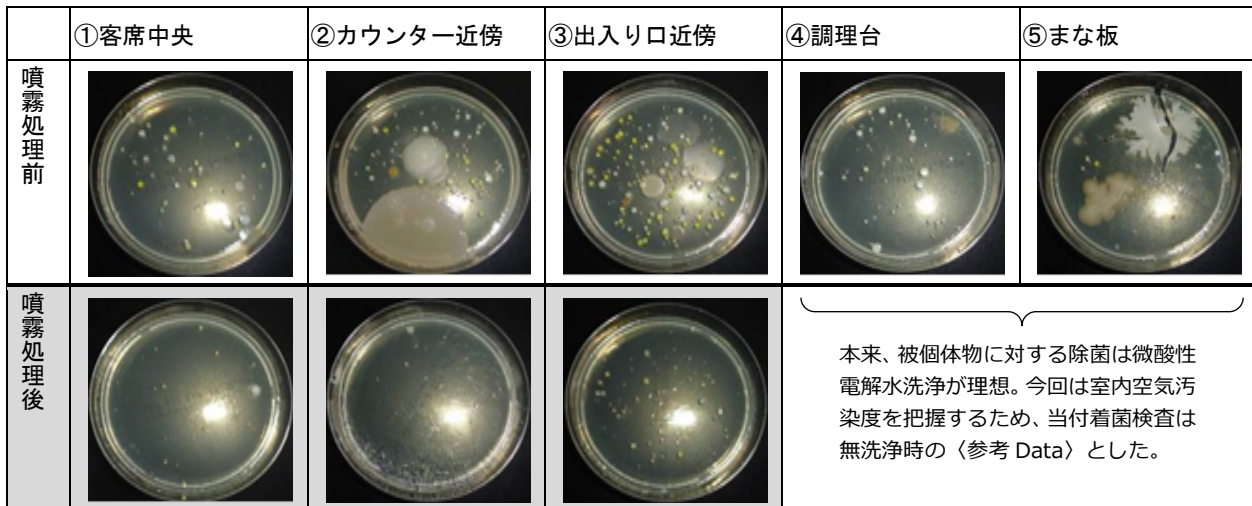 ①客席中央
②カウンター近傍
③出入り口近傍
④調理台
⑤まな板
噴霧処理前
噴霧処理後
本来、被個体物に対する除菌は微酸性
電解水洗浄が理想。今回は室内空気汚
染度を把握するため、当付着菌検査は
無洗浄時の〈参考 Data〉とした。